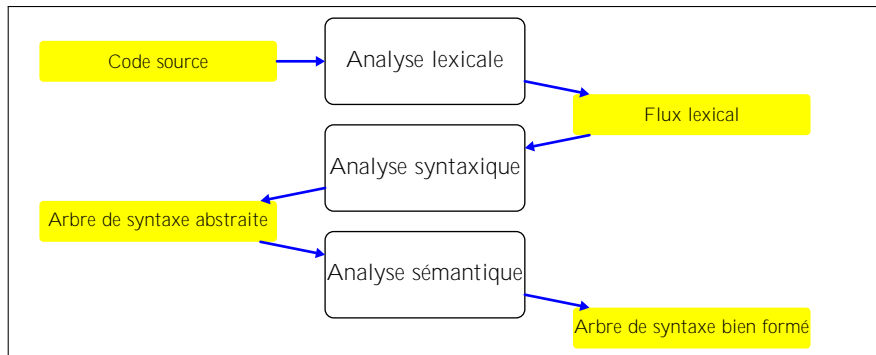 Code source
Analyse lexicale
Flux lexical
Analyse syntaxique
Arbre de syntaxe abstraite
Analyse sémantique
Arbre de syntaxe bien formé